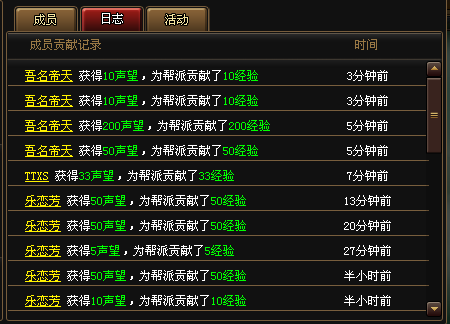 成员 日志 活动
成员贡献记录 时间
吾名帝天 获得10声望，为帮派贡献了10经验 3分钟前
吾名帝天 获得10声望，为帮派贡献了10经验 3分钟前
吾名帝天 获得200声望，为帮派贡献了200经验 5分钟前
吾名帝天 获得50声望，为帮派贡献了50经验 5分钟前
TTXS 获得33声望，为帮派贡献了33经验 7分钟前
乐恋芳 获得50声望，为帮派贡献了50经验 13分钟前
乐恋芳 获得50声望，为帮派贡献了50经验 20分钟前
乐恋芳 获得5声望，为帮派贡献了5经验 27分钟前
乐恋芳 获得50声望，为帮派贡献了50经验 半小时前
乐恋芳 获得10声望，为帮派贡献了10经验 半小时前